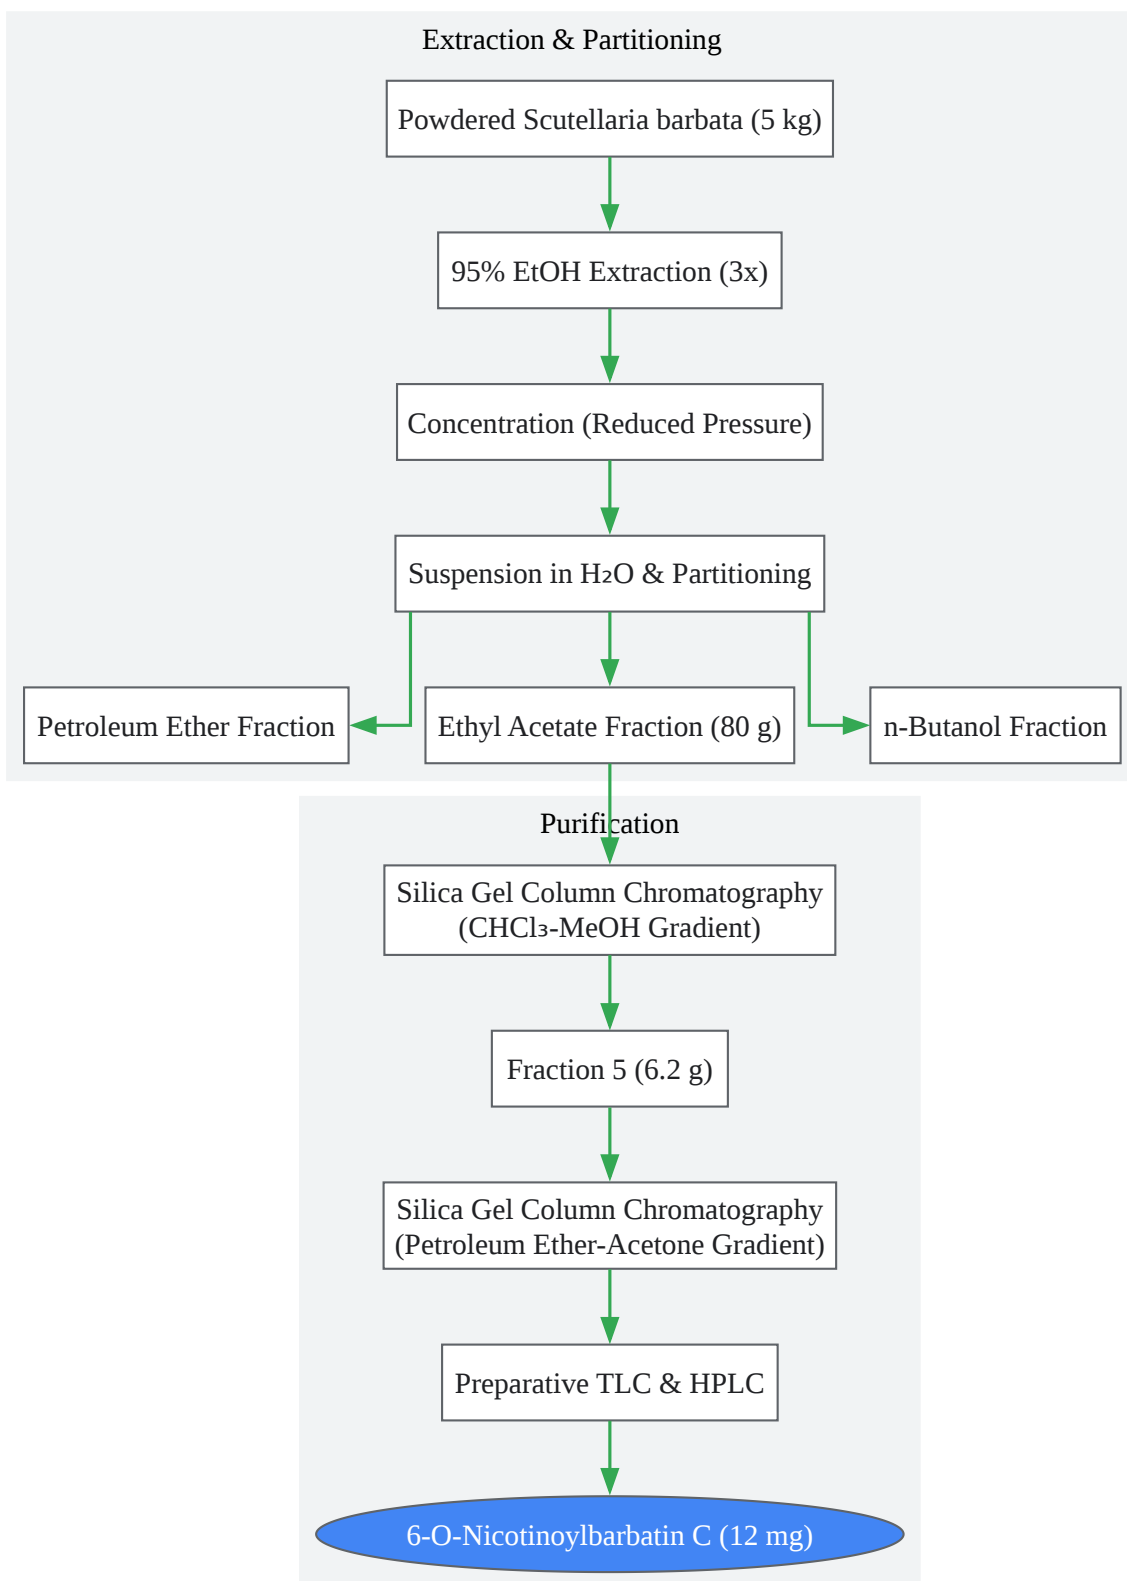 Extraction & Partitioning
Powdered Scutellaria barbata (5 kg)
95% EtOH Extraction (3x)
Concentration (Reduced Pressure)
Suspension in H₂O & Partitioning
Petroleum Ether Fraction
Ethyl Acetate Fraction (80 g)
n-Butanol Fraction
Purification
Silica Gel Column Chromatography
(CHCl₃-MeOH Gradient)
Fraction 5 (6.2 g)
Silica Gel Column Chromatography
(Petroleum Ether-Acetone Gradient)
Preparative TLC & HPLC
6-O-Nicotinoylbarbatin C (12 mg)